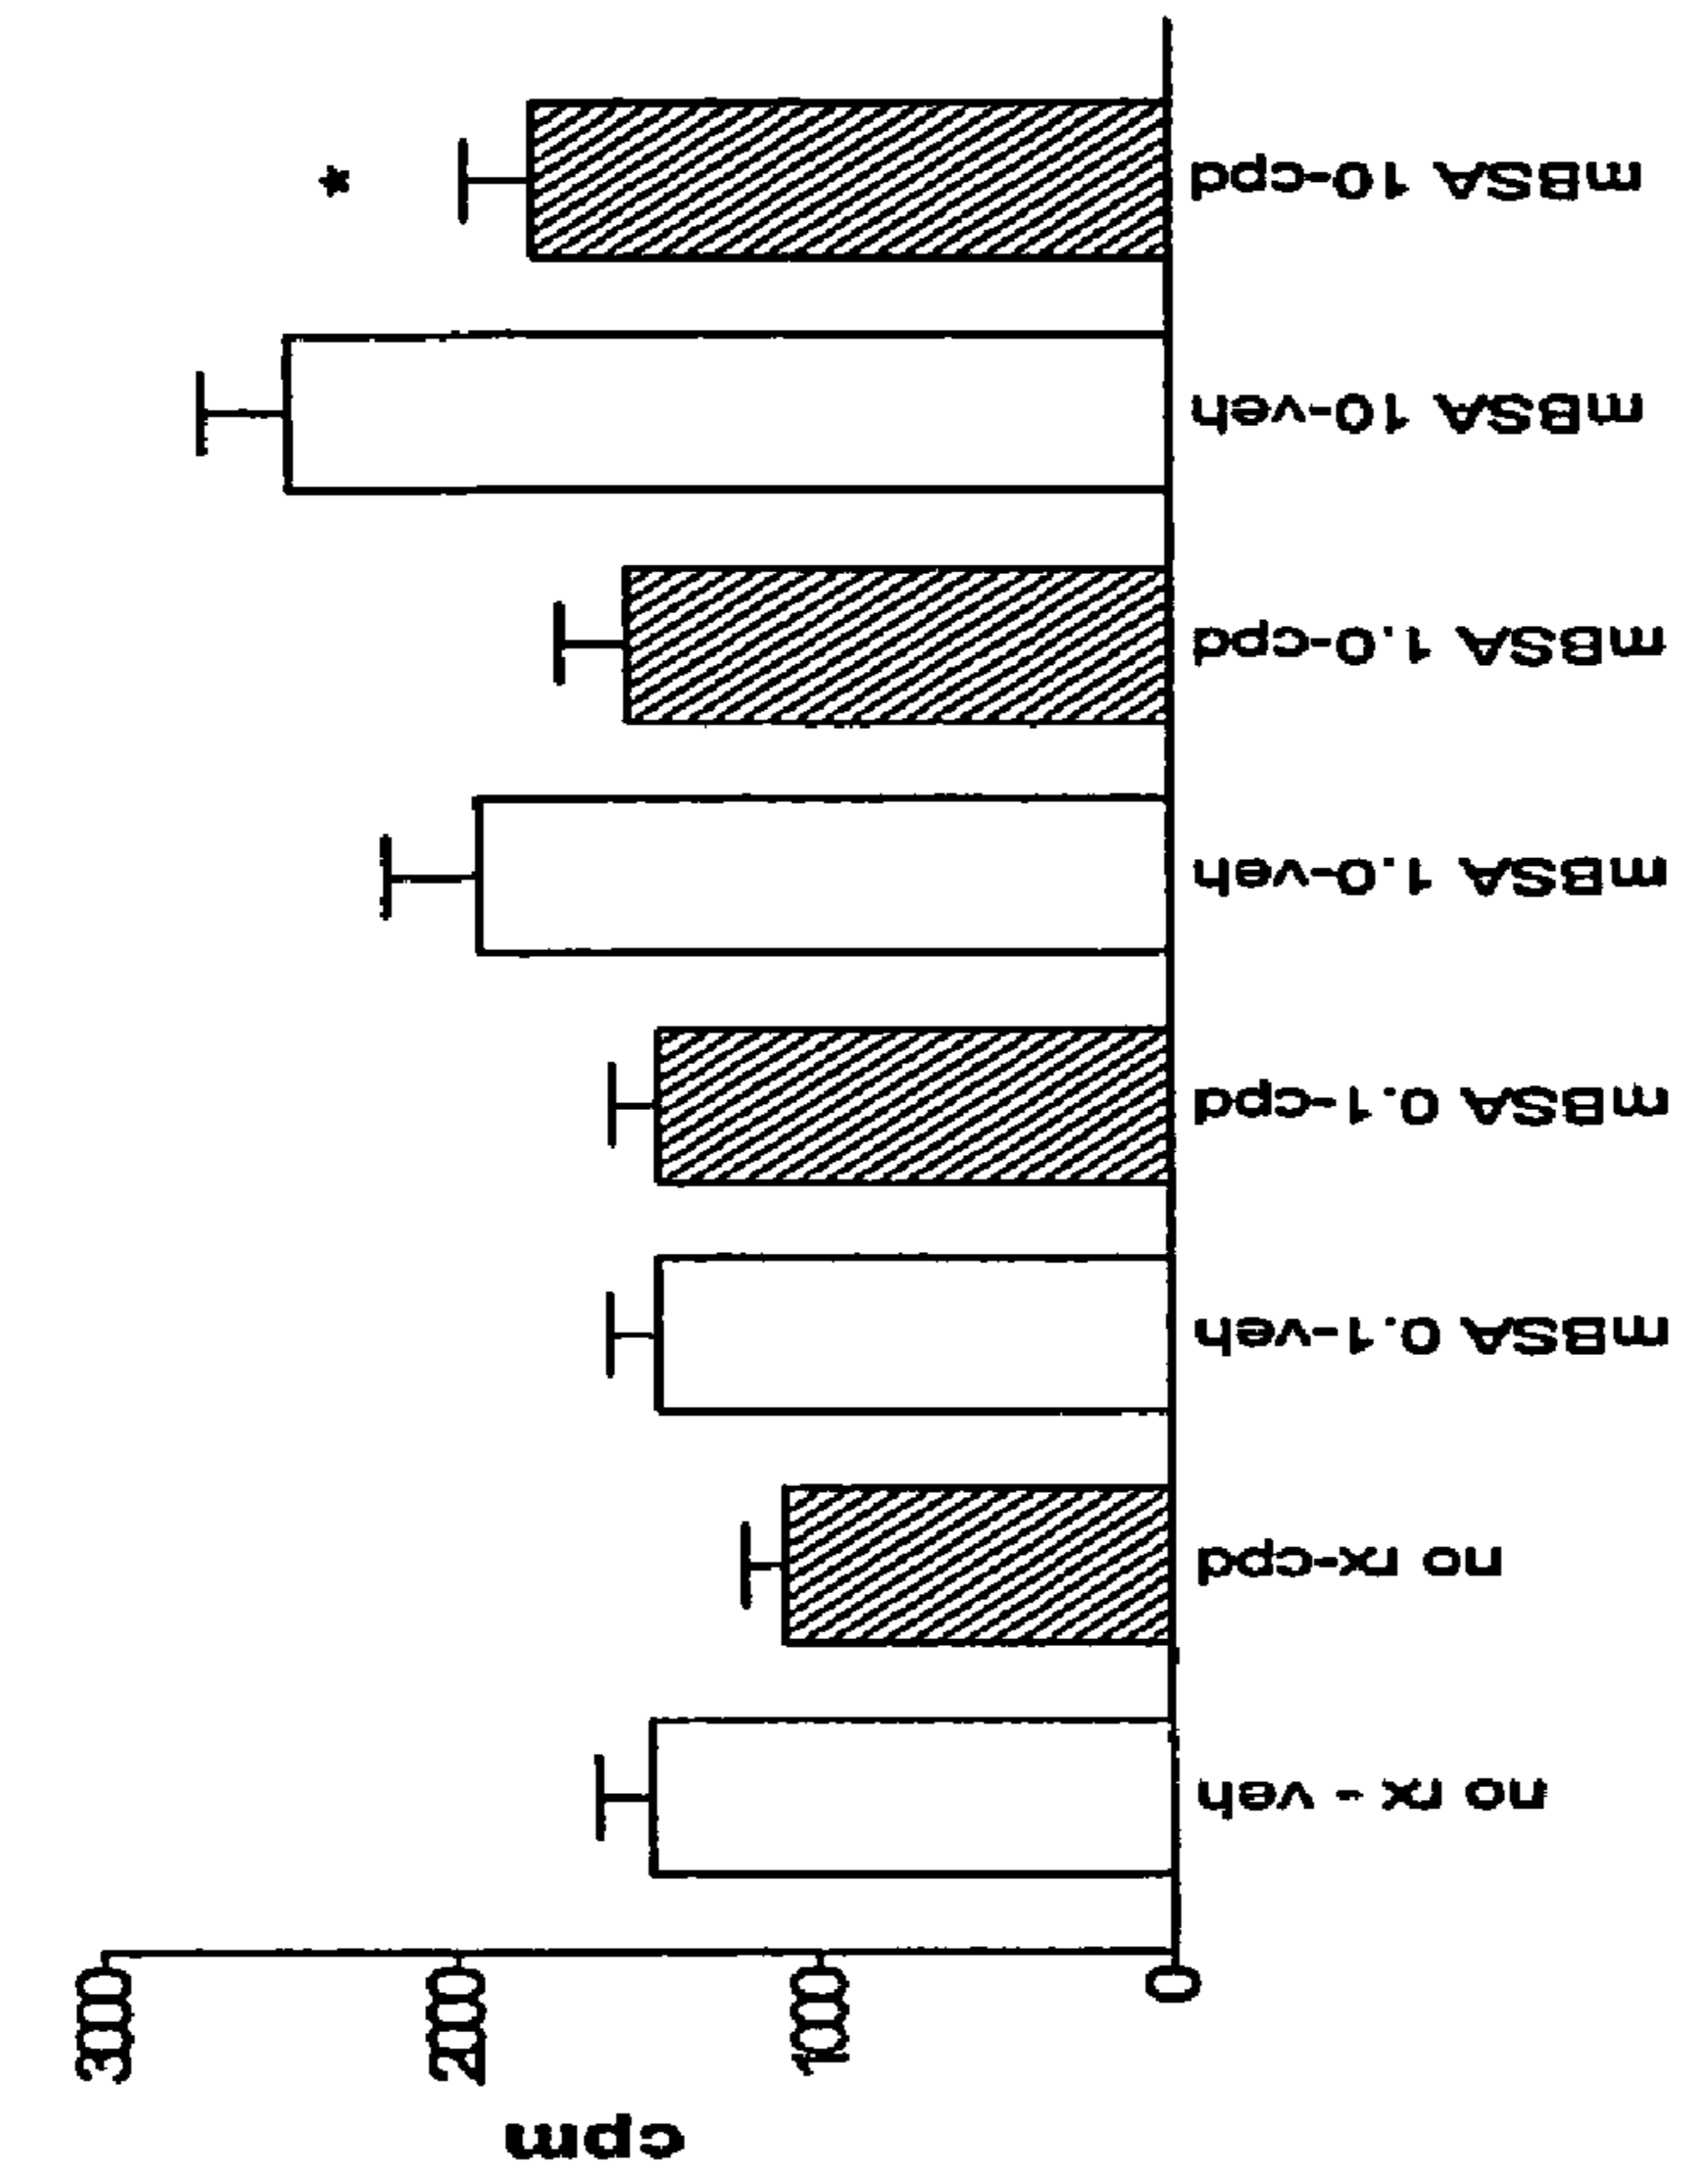 cpm
3000
2000
1000
0
no rx - veh
no rx-cpd
mBSA 0.1-veh
mBSA 0.1-cpd
mBSA 1.0-veh
mBSA 1.0-cpd
mBSA 10-veh
mBSA 10-cpd
*